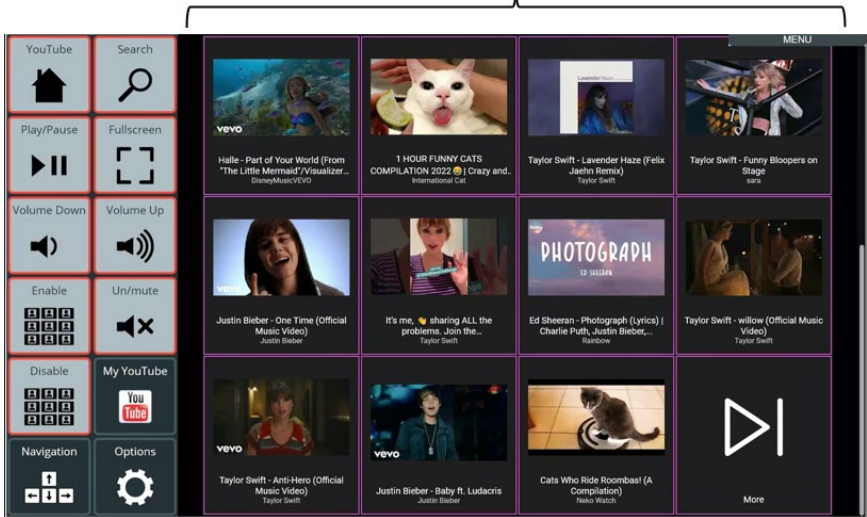 MENU
YouTube
Search
Play/Pause
Fullscreen
Volume Down
Volume Up
Enable
Un/mute
Disable
My YouTube
You
Tube
Navigation
Options
vevo
Halle - Part of Your World (From
"The Little Mermaid"/Visualizer...
DisneyMusicVEVO
1 HOUR FUNNY CATS
COMPILATION 2022 😂 | Crazy and..
International Cat
Lavender Haze
Taylor Swift - Lavender Haze (Felix
Jaehn Remix)
Taylor Swift
Taylor Swift - Funny Bloopers on
Stage
sara
vevo
Justin Bieber - One Time (Official
Music Video)
Justin Bieber
It's me, 👋 sharing ALL the
problems. Join the...
Taylor Swift
PHOTOGRAPH
ED SHEERAN
Ed Sheeran - Photograph (Lyrics) |
Charlie Puth, Justin Bieber,...
Rainbow
Taylor Swift - willow (Official Music
Video)
Taylor Swift
vevo
Taylor Swift - Anti-Hero (Official
Music Video)
Taylor Swift
vevo
Justin Bieber - Baby ft. Ludacris
Justin Bieber
Cats Who Ride Roombas! (A
Compilation)
Neko Watch
More